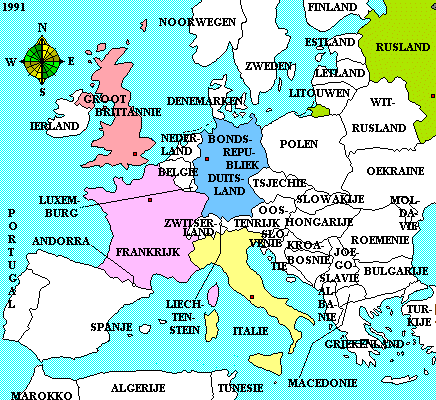 1991
FINLAND
NOORWEGEN
N
W E
S
ESTLAND
RUSLAND
ZWEDEN
LETLAND
LITOUWEN
GROOT
BRITTANNIE
DENEMARKEN
WIT-
RUSLAND
IERLAND
NEDER-
LAND
BONDS-
REPU-
BLIEK
DUITS-
LAND
POLEN
BELGIE
OEKRAINE
TSJECHIE
LUXEM-
BURG
SLOWAKIJE
MOL-
DA-
VIE
P
O
R
T
U
G
A
L
OOS-
TENRIJK
HONGARIJE
ZWITSER-
LAND
SLO-
VENIE
ANDORRA
FRANKRIJK
KROA-
TIE
ROEMENIE
BOSNIE
JOE-
GO-
SLAVIE
BULGARIJE
LIECH-
TEN-
STEIN
AL-
BA-
NIE
SPANJE
ITALIE
TUR-
KIJE
GRIEKENLAND
MACEDONIE
MAROKKO
ALGERIJE
TUNESIE